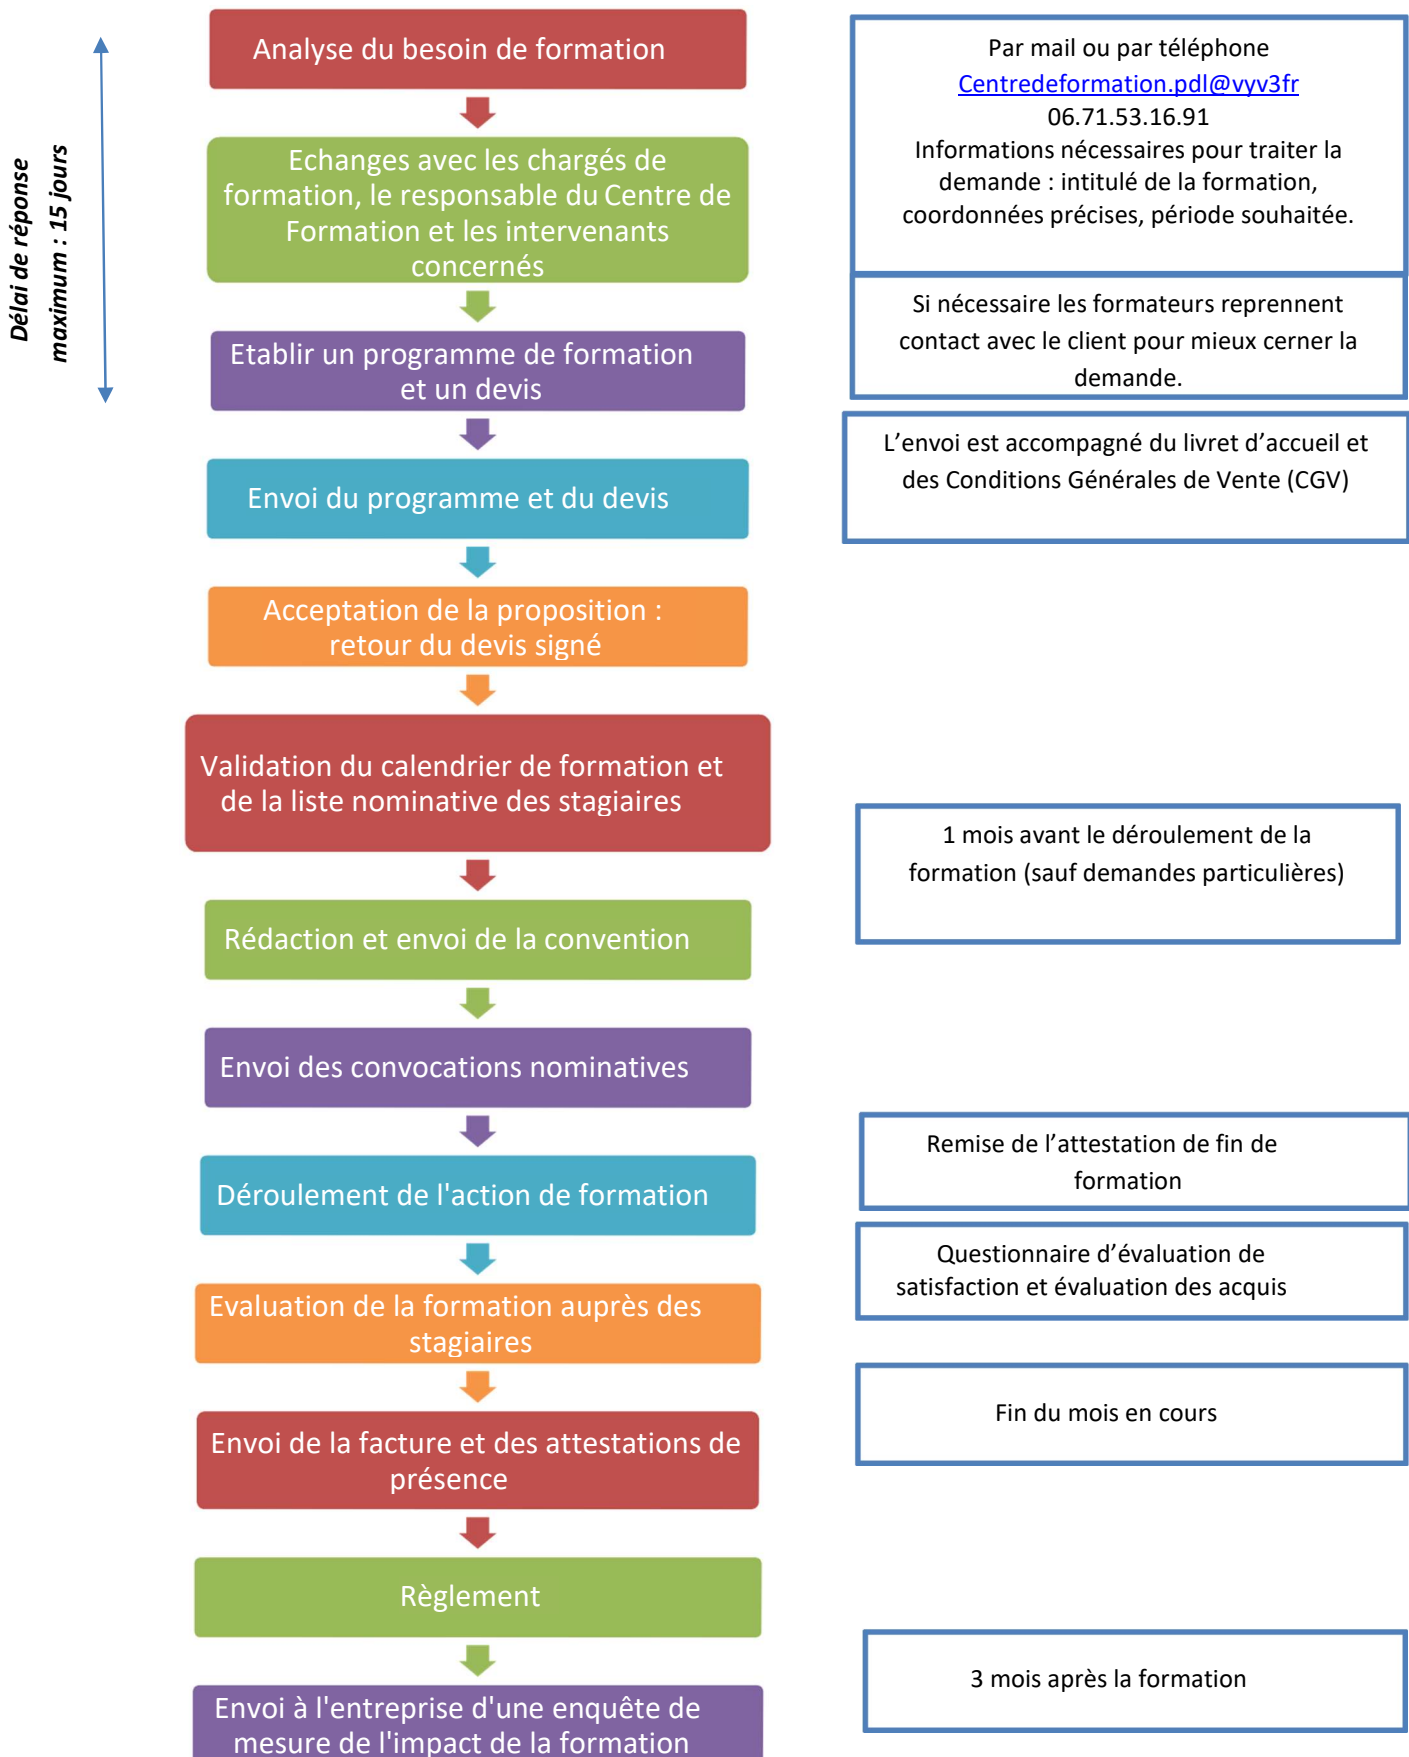 Délai de réponse
maximum : 15 jours
Analyse du besoin de formation
Par mail ou par téléphone
Centredeformation.pdl@vyv3fr
06.71.53.16.91
Informations nécessaires pour traiter la
demande : intitulé de la formation,
coordonnées précises, période souhaitée.
Echanges avec les chargés de
formation, le responsable du Centre de
Formation et les intervenants
concernés
Si nécessaire les formateurs reprennent
contact avec le client pour mieux cerner la
demande.
Etablir un programme de formation
et un devis
L’envoi est accompagné du livret d’accueil et
des Conditions Générales de Vente (CGV)
Envoi du programme et du devis
Acceptation de la proposition :
retour du devis signé
Validation du calendrier de formation et
de la liste nominative des stagiaires
1 mois avant le déroulement de la
formation (sauf demandes particulières)
Rédaction et envoi de la convention
Envoi des convocations nominatives
Remise de l’attestation de fin de
formation
Déroulement de l'action de formation
Questionnaire d’évaluation de
satisfaction et évaluation des acquis
Evaluation de la formation auprès des
stagiaires
Fin du mois en cours
Envoi de la facture et des attestations de
présence
Règlement
3 mois après la formation
Envoi à l'entreprise d'une enquête de
mesure de l'impact de la formation